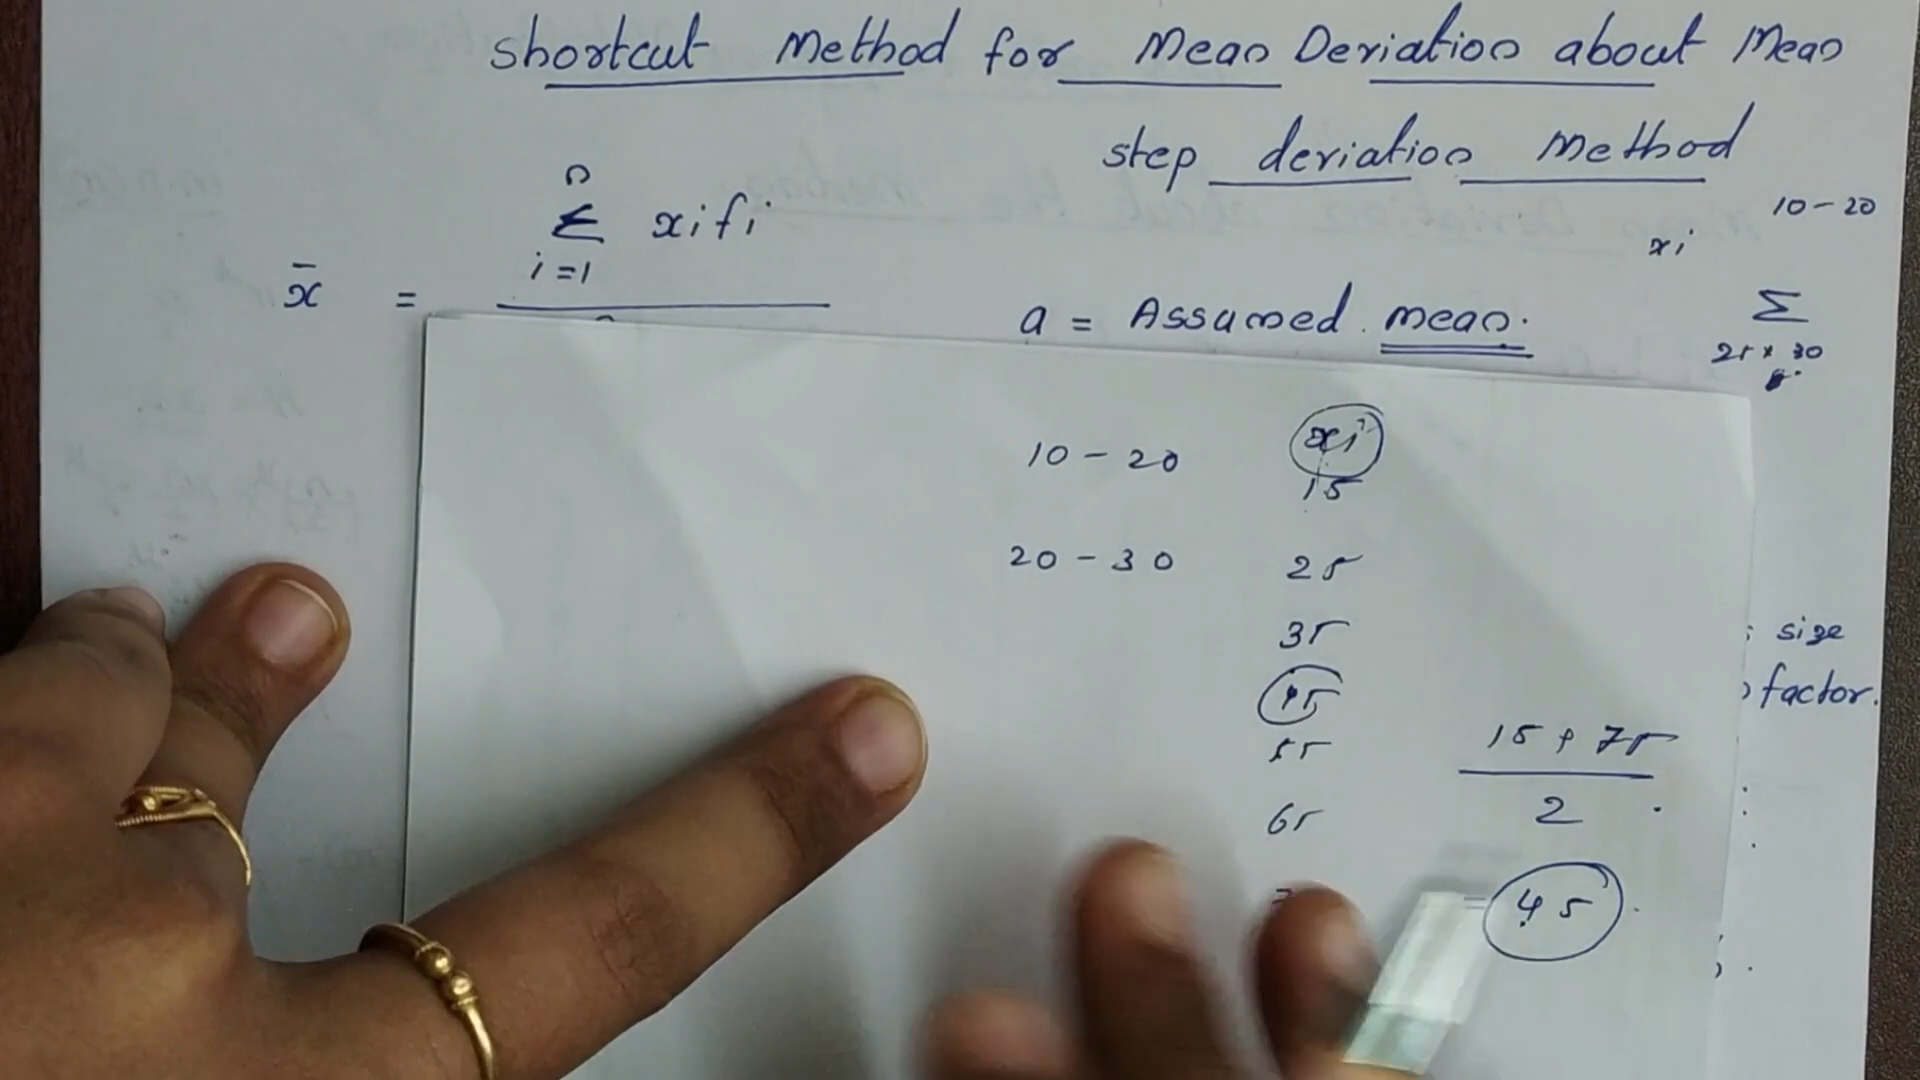 shortcut Method for Mean Deviation about Mean
step deviation Method
10 - 20
xi
n
Σ xifi
i = 1
x̄ =
a = Assumed mean.
Σ
25 × 30
10 - 20 xi
15
20 - 30 25
35
size
45
factor.
55
15 + 75
2
65
= 45